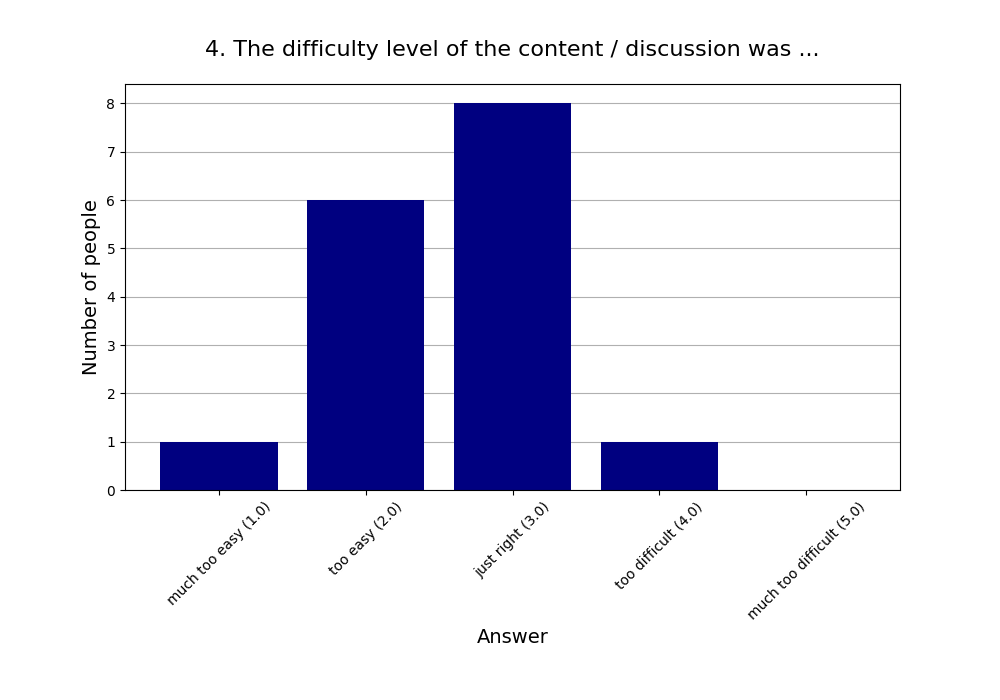 4. The difficulty level of the content / discussion was ...
Number of people
8
7
6
5
4
3
2
1
0
much too easy (1.0)
too easy (2.0)
just right (3.0)
too difficult (4.0)
much too difficult (5.0)
Answer